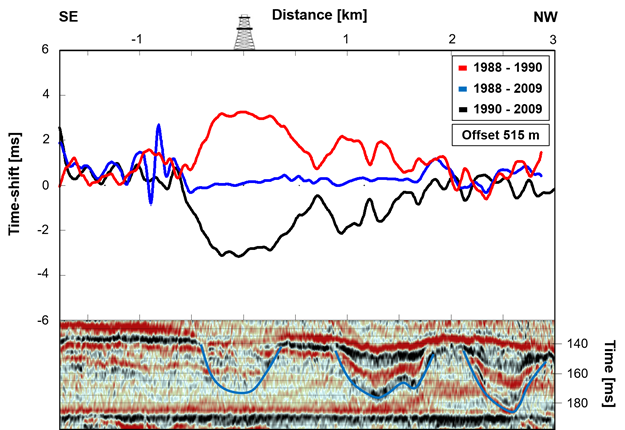 SE Distance [km] NW
-1 1 2 3
6
4
2
0
-2
-4
-6
Time-shift [ms]
1988 - 1990
1988 - 2009
1990 - 2009
Offset 515 m
140
160
180
Time [ms]